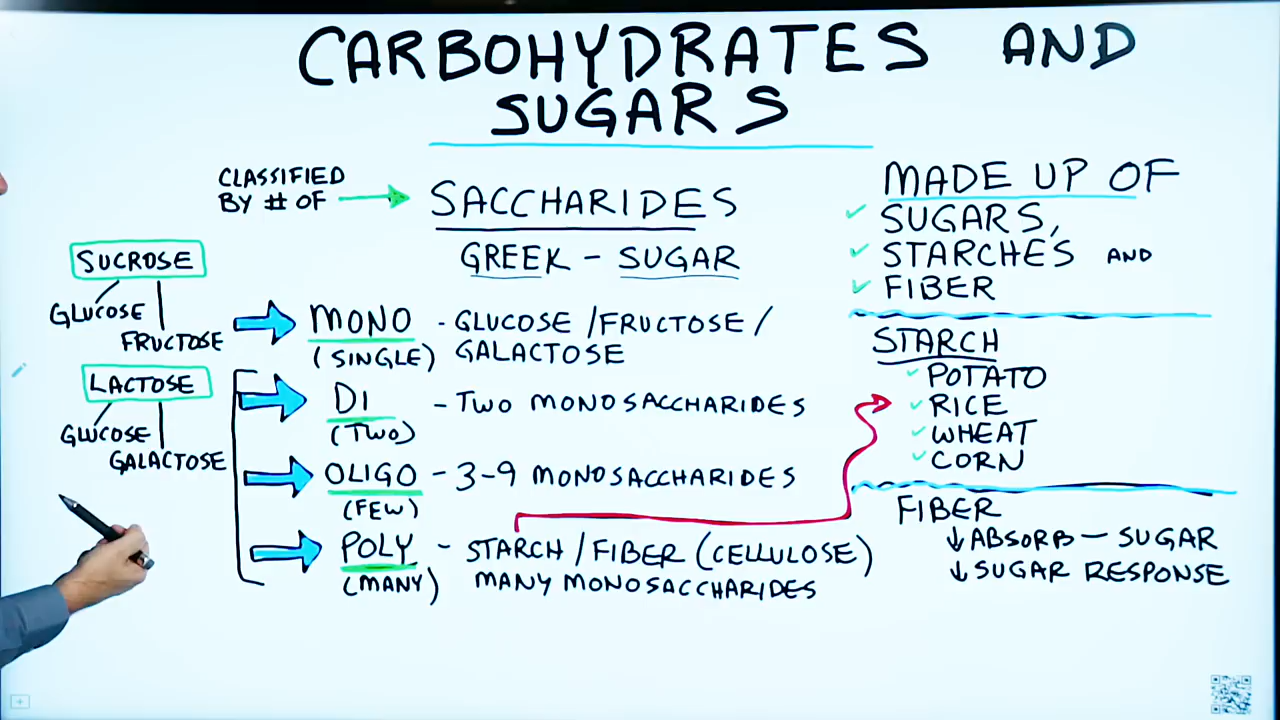 CARBOHYDRATES AND
SUGARS
CLASSIFIED
BY # OF
SACCHARIDES
GREEK - SUGAR
SUCROSE
GLUCOSE
FRUCTOSE
LACTOSE
GLUCOSE
GALACTOSE
MONO - GLUCOSE / FRUCTOSE /
(SINGLE) GALACTOSE
DI - TWO MONOSACCHARIDES
(TWO)
OLIGO - 3-9 MONOSACCHARIDES
(FEW)
POLY - STARCH / FIBER (CELLULOSE)
(MANY) MANY MONOSACCHARIDES
MADE UP OF
✓ SUGARS,
✓ STARCHES AND
✓ FIBER
STARCH
✓ POTATO
✓ RICE
✓ WHEAT
✓ CORN
FIBER
↓ ABSORB - SUGAR
↓ SUGAR RESPONSE